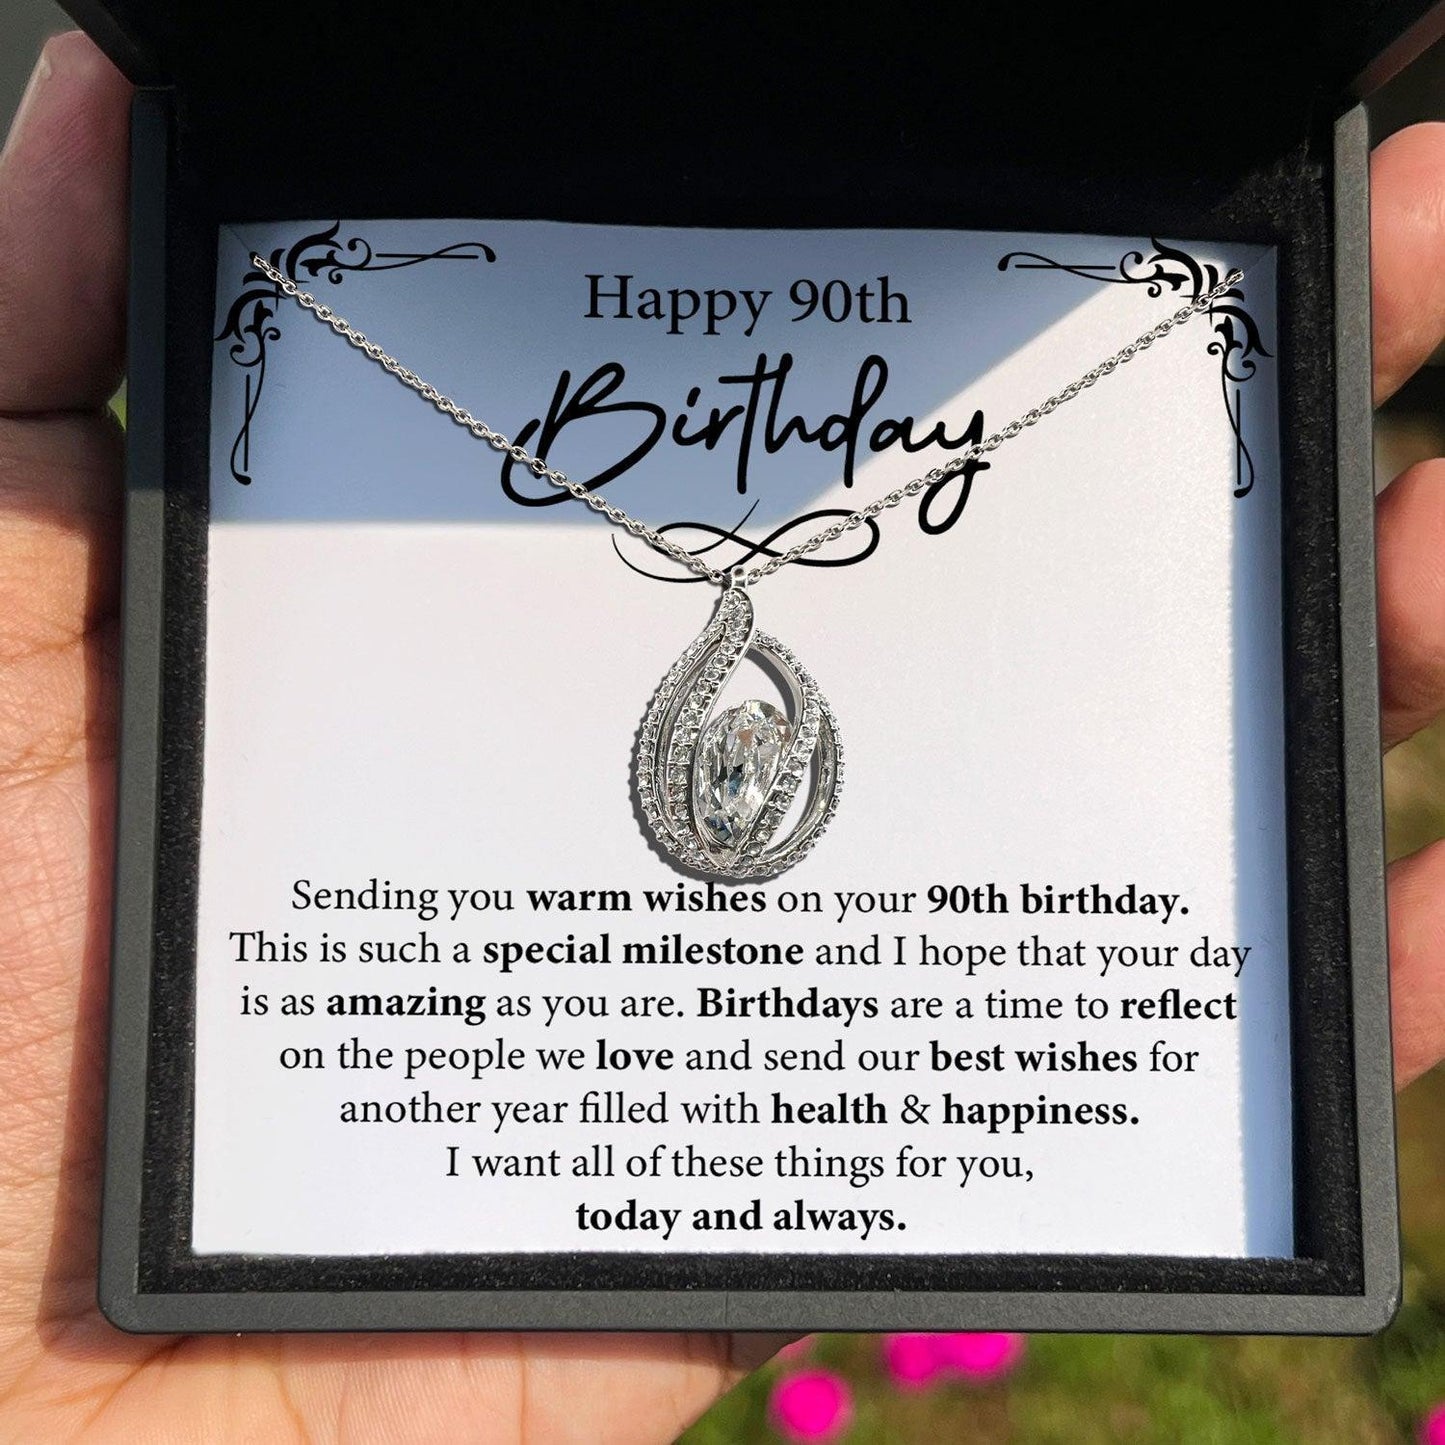 Happy 90th
Birthday
Sending you warm wishes on your 90th birthday.
This is such a special milestone and I hope that your day
is as amazing as you are. Birthdays are a time to reflect
on the people we love and send our best wishes for
another year filled with health & happiness.
I want all of these things for you,
today and always.